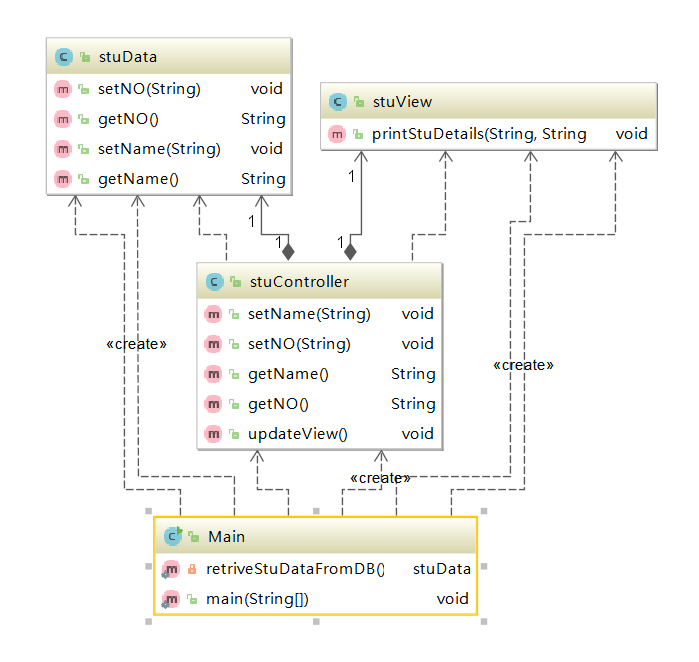 stuData
setNO(String) void
getNO() String
setName(String) void
getName() String
stuView
printStuDetails(String, String void
1
1
1
1
stuController
setName(String) void
setNO(String) void
getName() String
getNO() String
updateView() void
«create»
«create»
«create»
Main
retriveStuDataFromDB() stuData
main(String[]) void